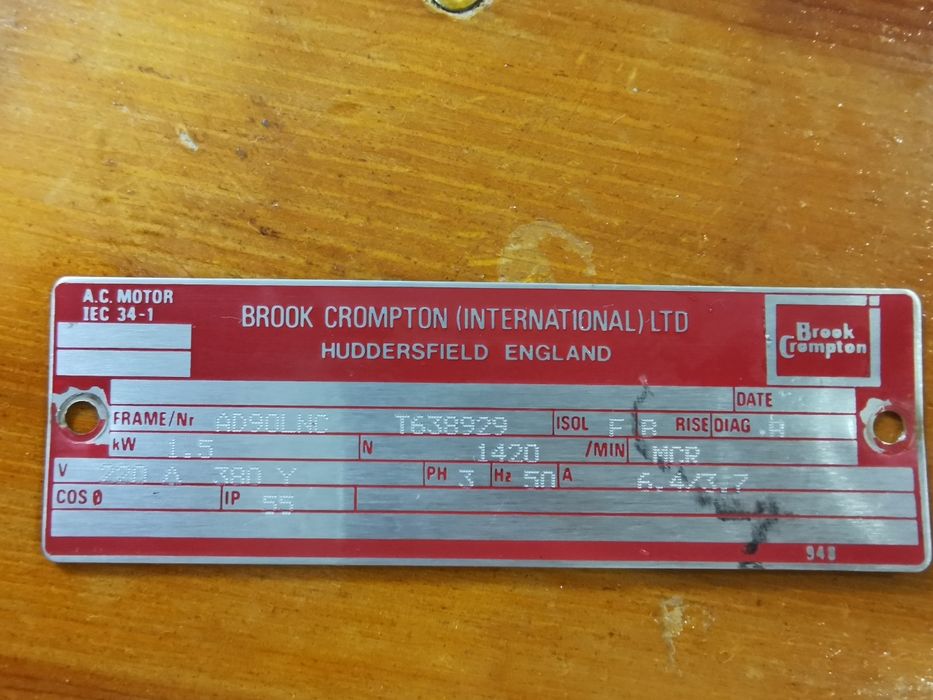 A.C. MOTOR
IEC 34-1
BROOK CROMPTON (INTERNATIONAL) LTD
HUDDERSFIELD ENGLAND
Brook
Crompton
DATE
FRAME/Nr AD90LNC T638929 ISOL F B RISE DIAG .A
kW 1.5 N 1420 /MIN MCR
V 220 Δ 380 Y PH 3 Hz 50 A 6.4/3.7
COS Ø IP 55
948